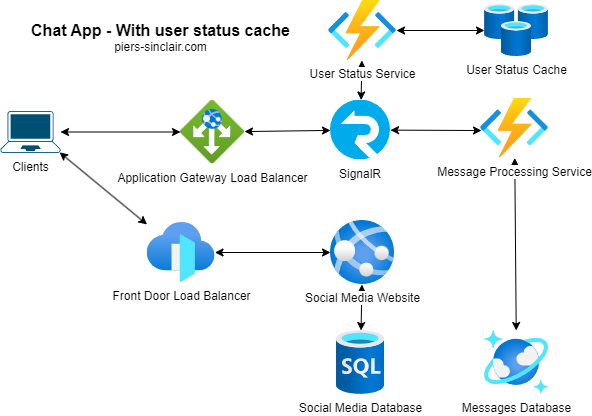 Chat App - With user status cache
piers-sinclair.com
User Status Service
User Status Cache
Clients
Application Gateway Load Balancer
SignalR
Message Processing Service
Front Door Load Balancer
Social Media Website
SQL
Social Media Database
Messages Database